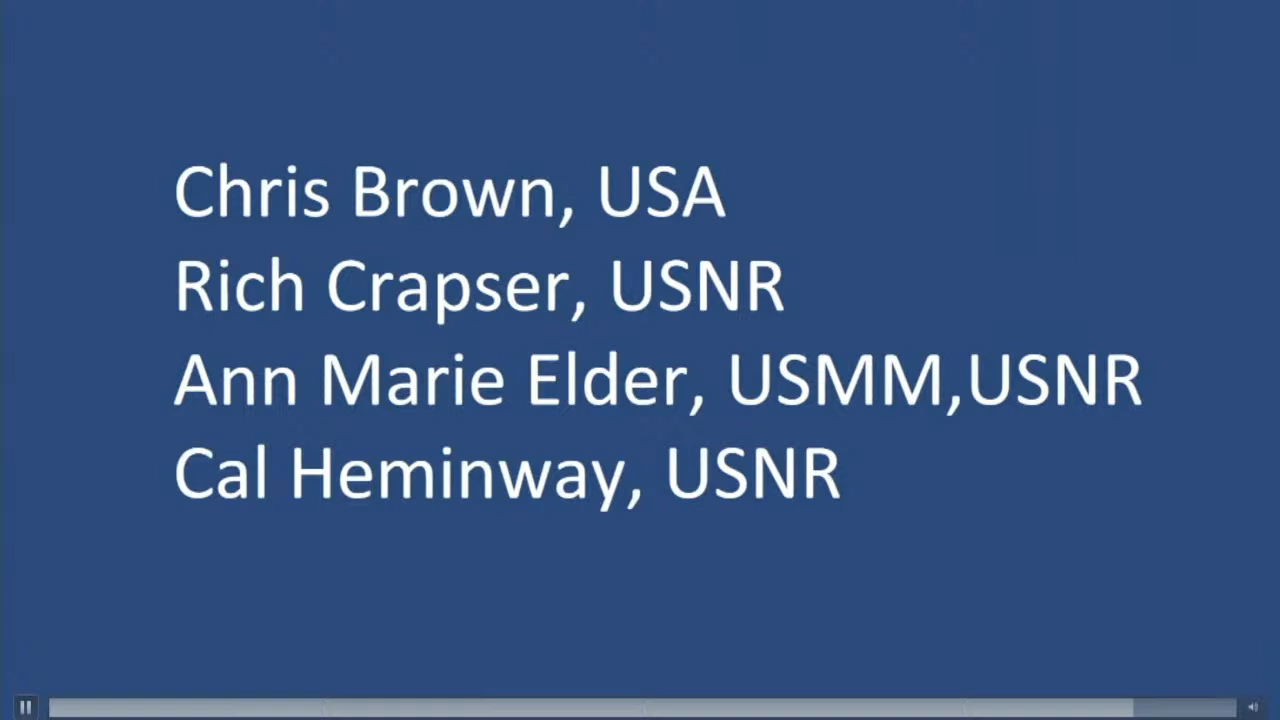 Chris Brown, USA
Rich Crapser, USNR
Ann Marie Elder, USMM,USNR
Cal Heminway, USNR